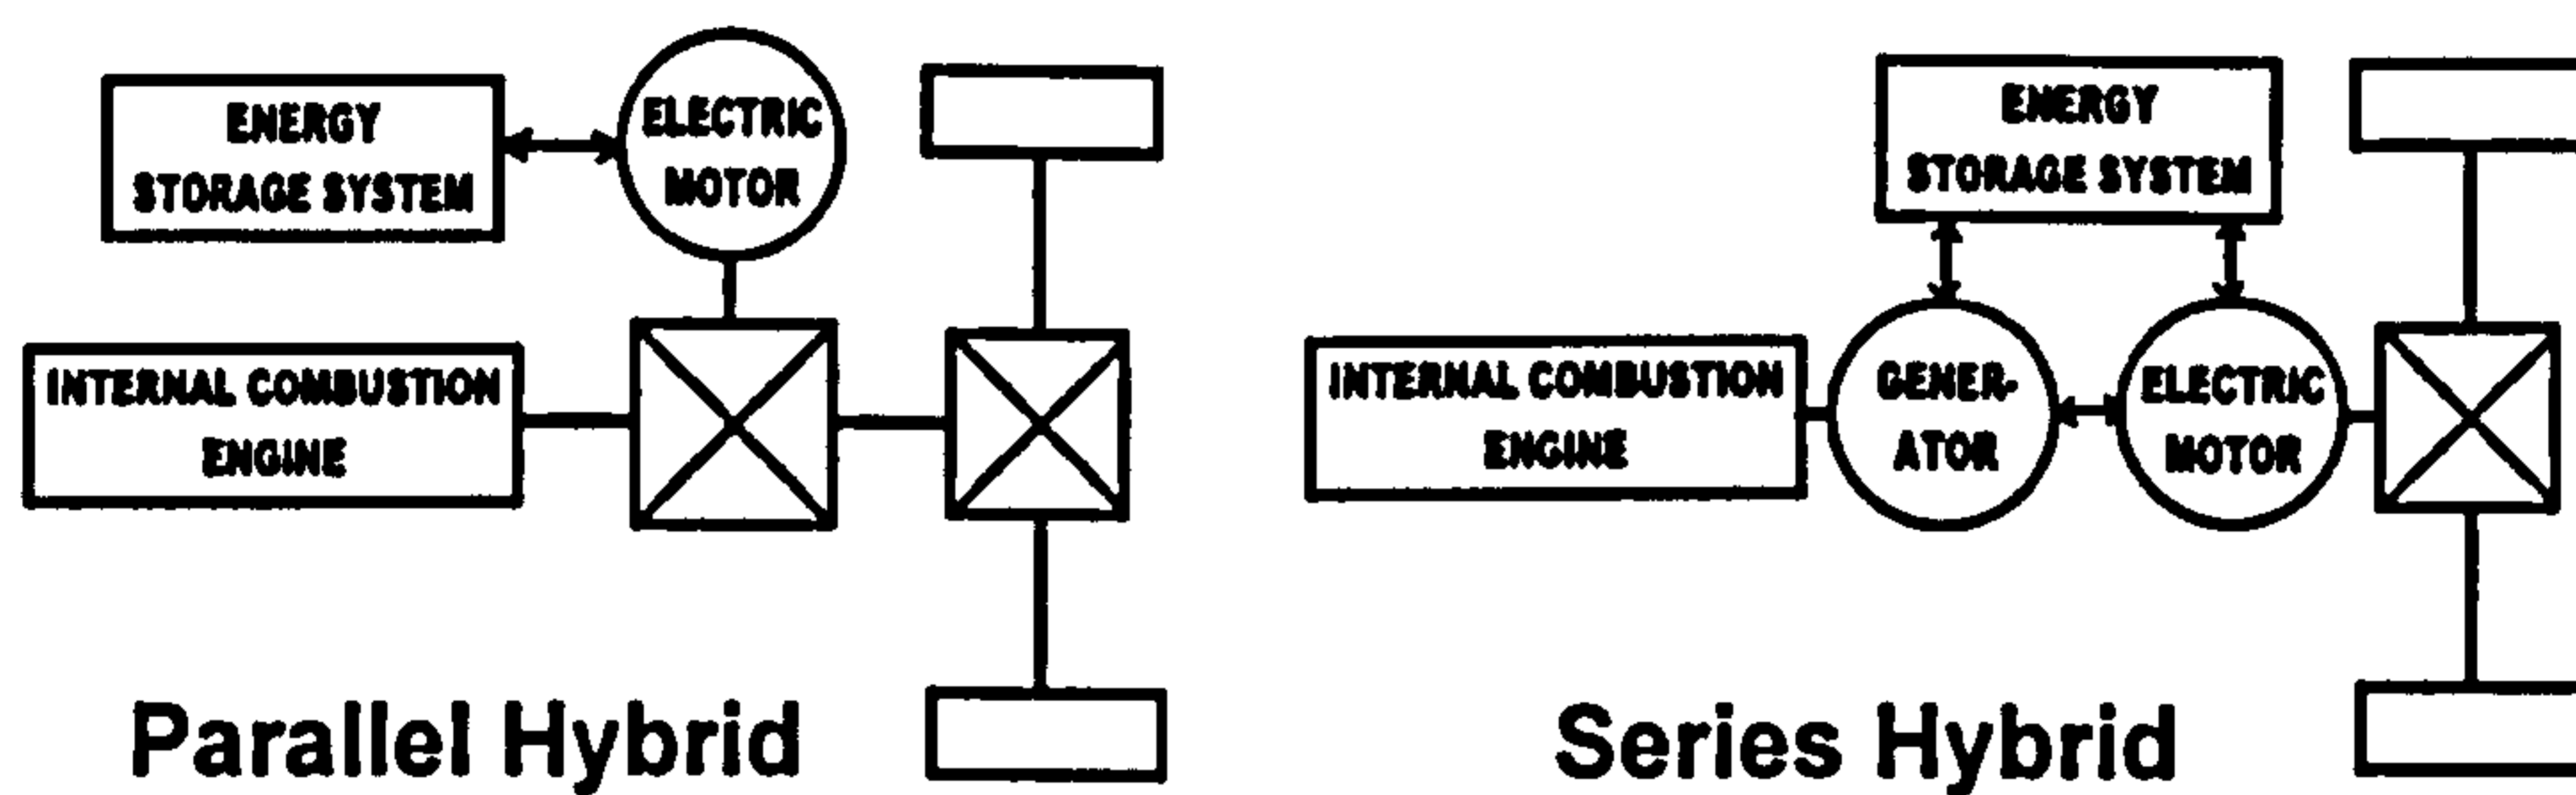 ENERGY
STORAGE SYSTEM
ELECTRIC
MOTOR
INTERNAL COMBUSTION
ENGINE
Parallel Hybrid
ENERGY
STORAGE SYSTEM
INTERNAL COMBUSTION
ENGINE
GENER-
ATOR
ELECTRIC
MOTOR
Series Hybrid